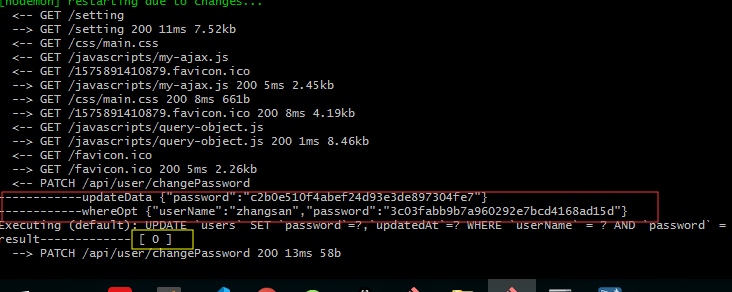 [nodemon] restarting due to changes...
<-- GET /setting
--> GET /setting 200 11ms 7.52kb
<-- GET /css/main.css
<-- GET /javascripts/my-ajax.js
<-- GET /1575891410879.favicon.ico
--> GET /javascripts/my-ajax.js 200 5ms 2.45kb
--> GET /css/main.css 200 8ms 661b
--> GET /1575891410879.favicon.ico 200 8ms 4.19kb
<-- GET /javascripts/query-object.js
--> GET /javascripts/query-object.js 200 1ms 8.46kb
<-- GET /favicon.ico
--> GET /favicon.ico 200 5ms 2.26kb
<-- PATCH /api/user/changePassword
-------------updateData {"password":"c2b0e510f4abef24d93e3de897304fe7"}
-------------whereOpt {"userName":"zhangsan","password":"3c03fabb9b7a960292e7bcd4168ad15d"}
Executing (default): UPDATE `users` SET `password`=?,`updatedAt`=? WHERE `userName` = ? AND `password` =
result-------------- [ 0 ]
--> PATCH /api/user/changePassword 200 13ms 58b